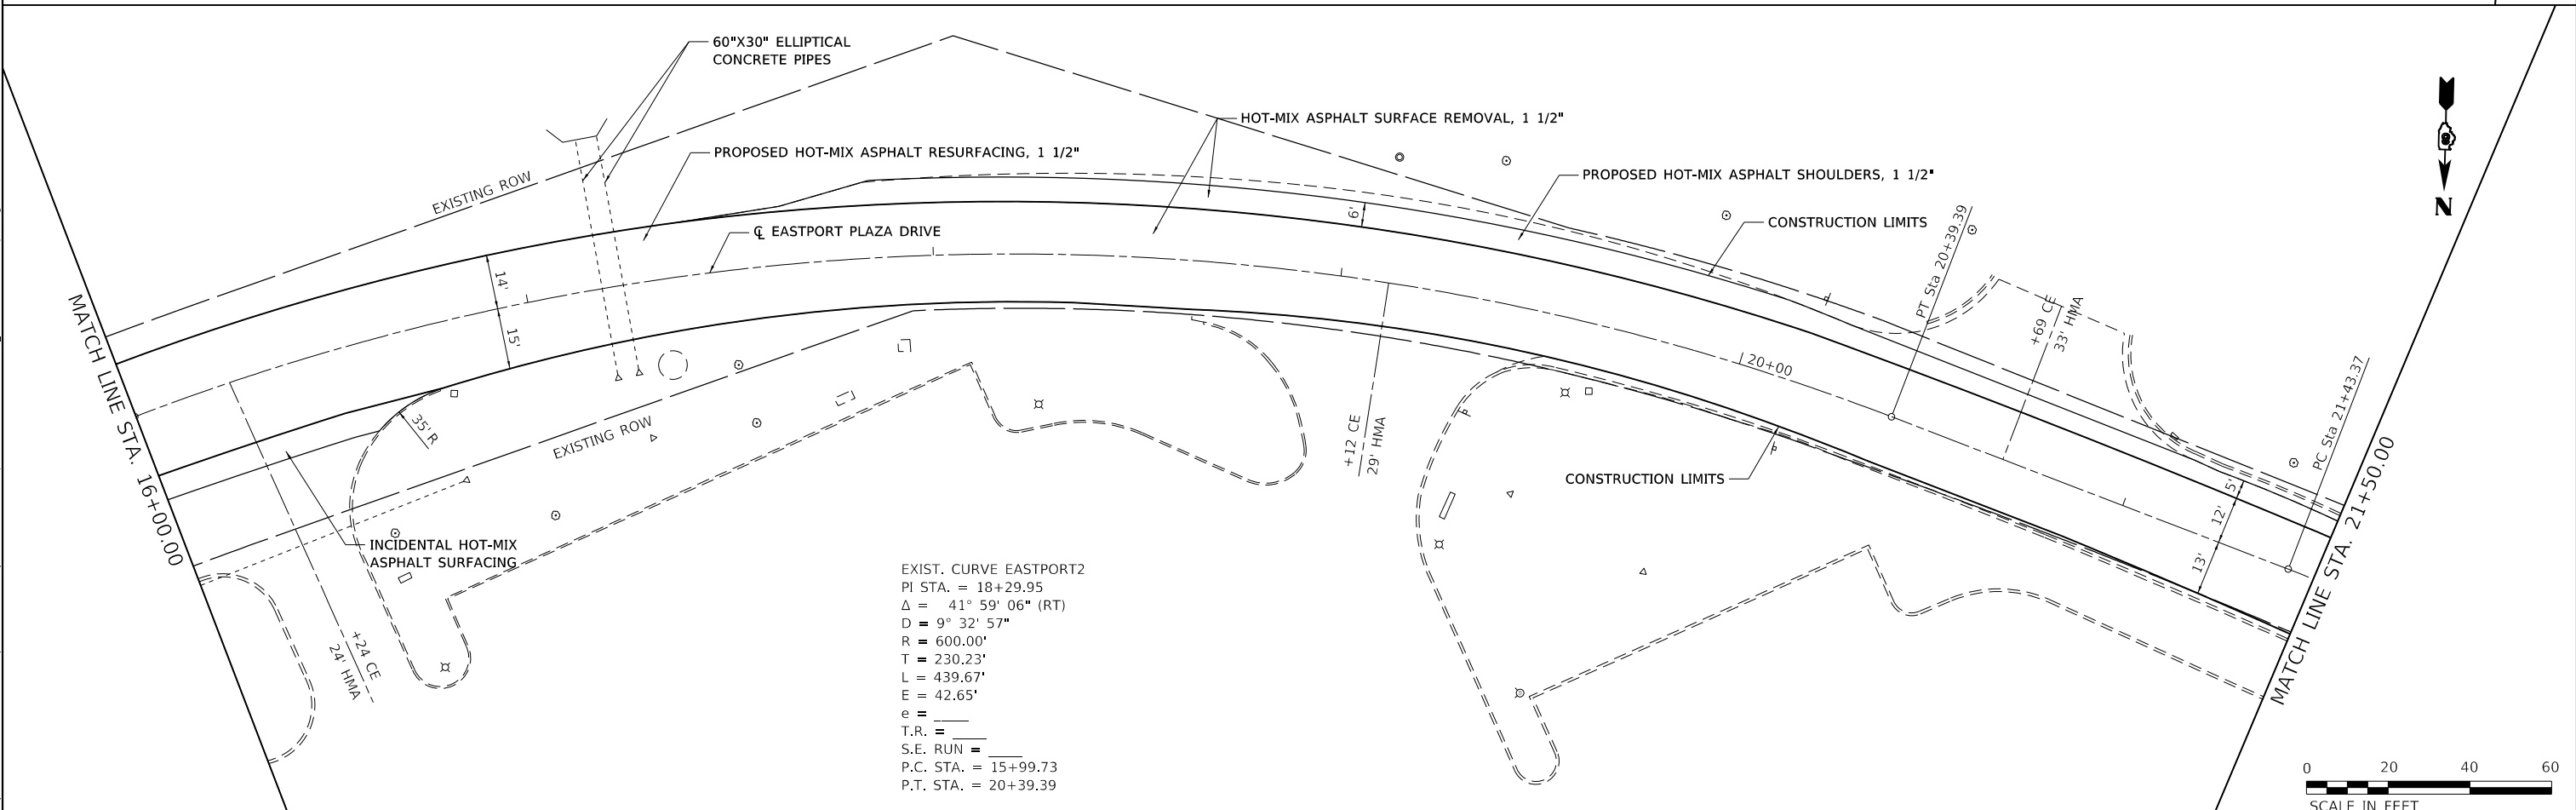 60"X30" ELLIPTICAL
CONCRETE PIPES
HOT-MIX ASPHALT SURFACE REMOVAL, 1 1/2"
PROPOSED HOT-MIX ASPHALT RESURFACING, 1 1/2"
PROPOSED HOT-MIX ASPHALT SHOULDERS, 1 1/2"
EXISTING ROW
CONSTRUCTION LIMITS
℄ EASTPORT PLAZA DRIVE
N
6'
14'
15'
PT Sta 20+39.39
+69 CE
33' HMA
20+00
PC Sta 21+43.37
MATCH LINE STA. 16+00.00
MATCH LINE STA. 21+50.00
35' R
EXISTING ROW
+12 CE
29' HMA
CONSTRUCTION LIMITS
5'
12'
13'
INCIDENTAL HOT-MIX
ASPHALT SURFACING
+24 CE
24' HMA
EXIST. CURVE EASTPORT2
PI STA. = 18+29.95
Δ = 41° 59' 06" (RT)
D = 9° 32' 57"
R = 600.00'
T = 230.23'
L = 439.67'
E = 42.65'
e = ____
T.R. = ____
S.E. RUN = ____
P.C. STA. = 15+99.73
P.T. STA. = 20+39.39
0 20 40 60
SCALE IN FEET